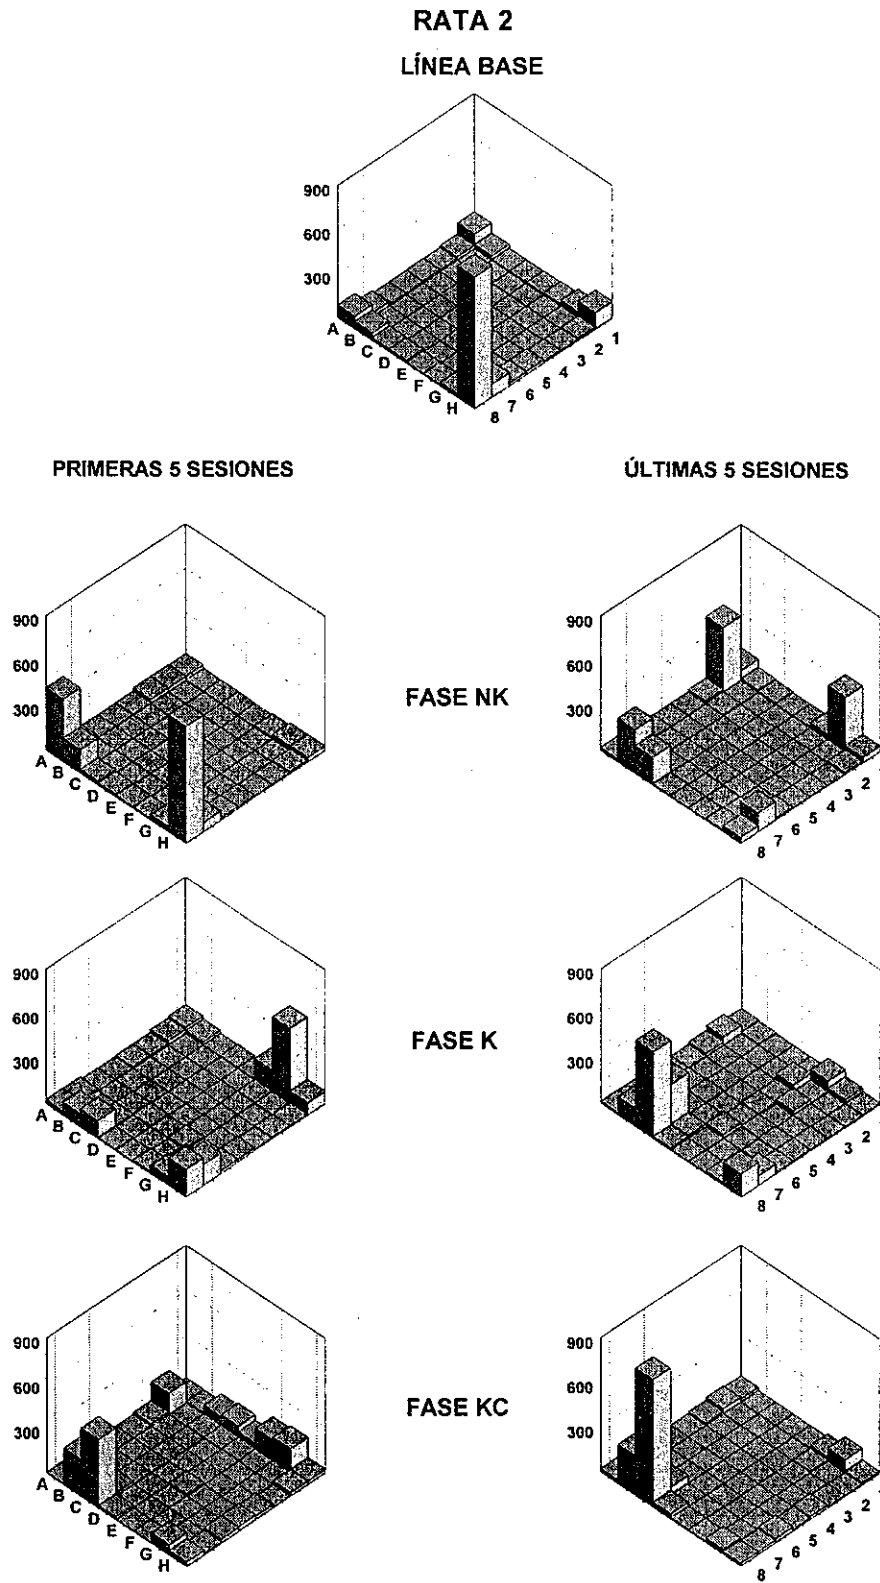 RATA 2
LÍNEA BASE
900
600
300
A B C D E F G H
8 7 6 5 4 3 2 1
PRIMERAS 5 SESIONES
ÚLTIMAS 5 SESIONES
900
600
300
A B C D E F G H
FASE NK
900
600
300
8 7 6 5 4 3 2
900
600
300
A B C D E F G H
FASE K
900
600
300
8 7 6 5 4 3 2
900
600
300
A B C D E F G H
FASE KC
900
600
300
8 7 6 5 4 3 2